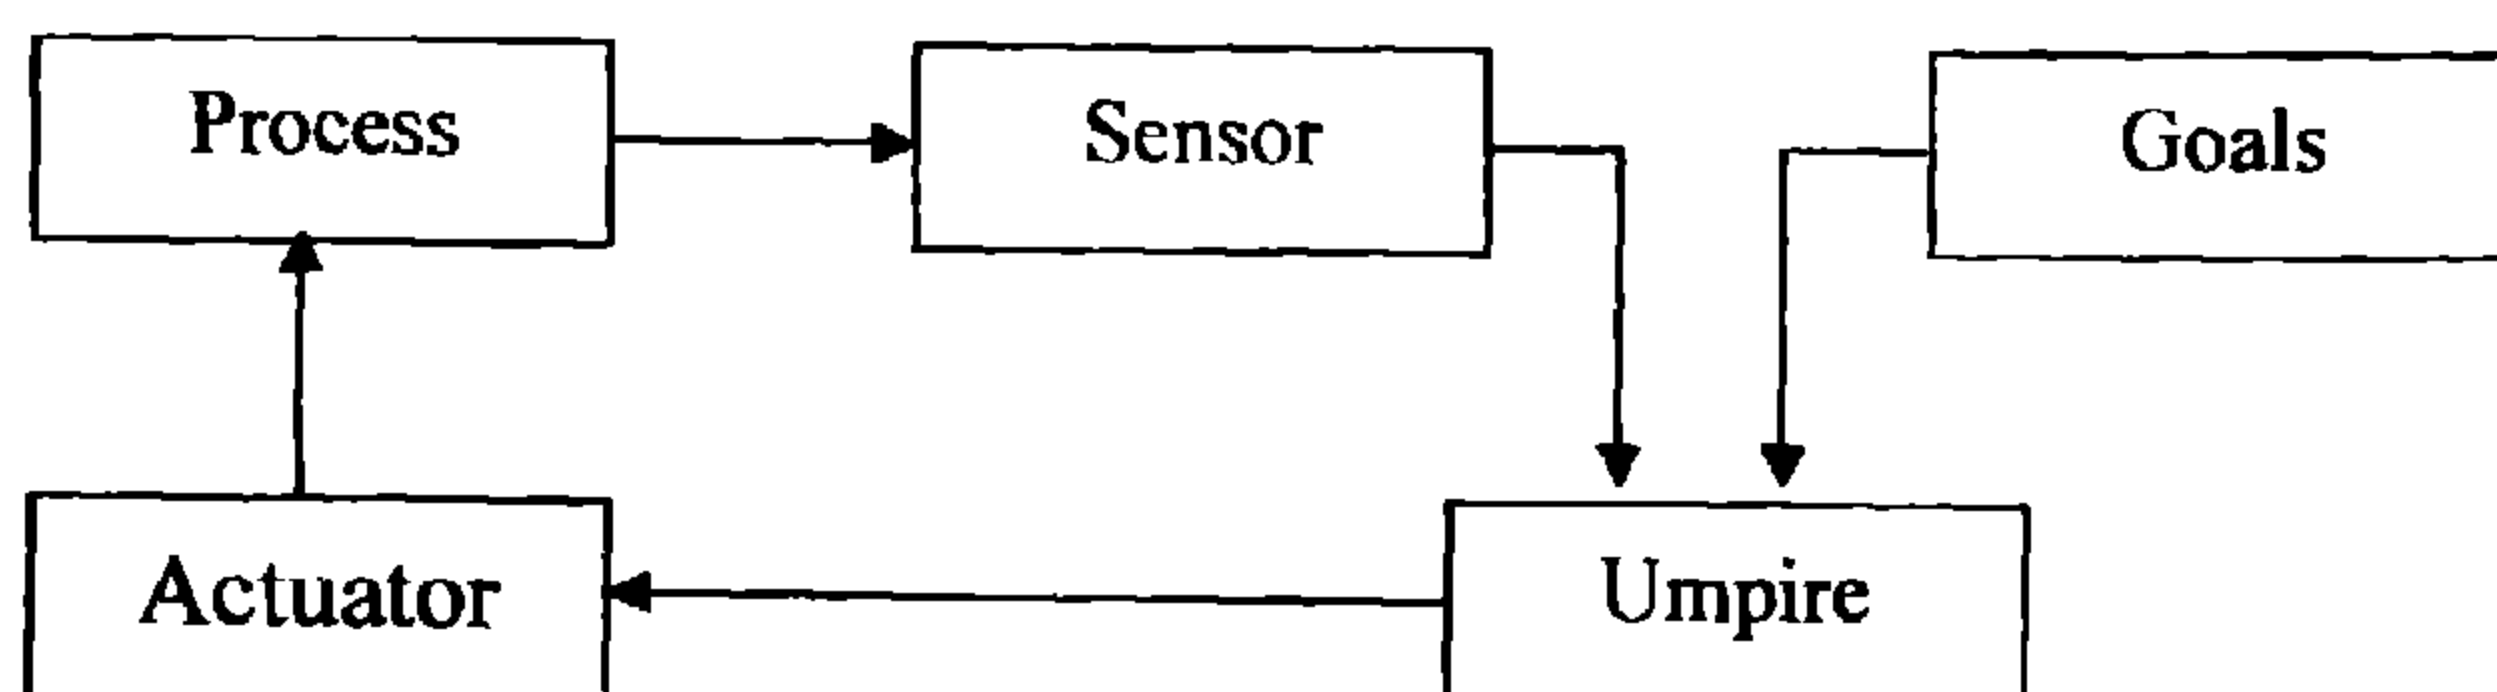 Process
Sensor
Goals
Actuator
Umpire